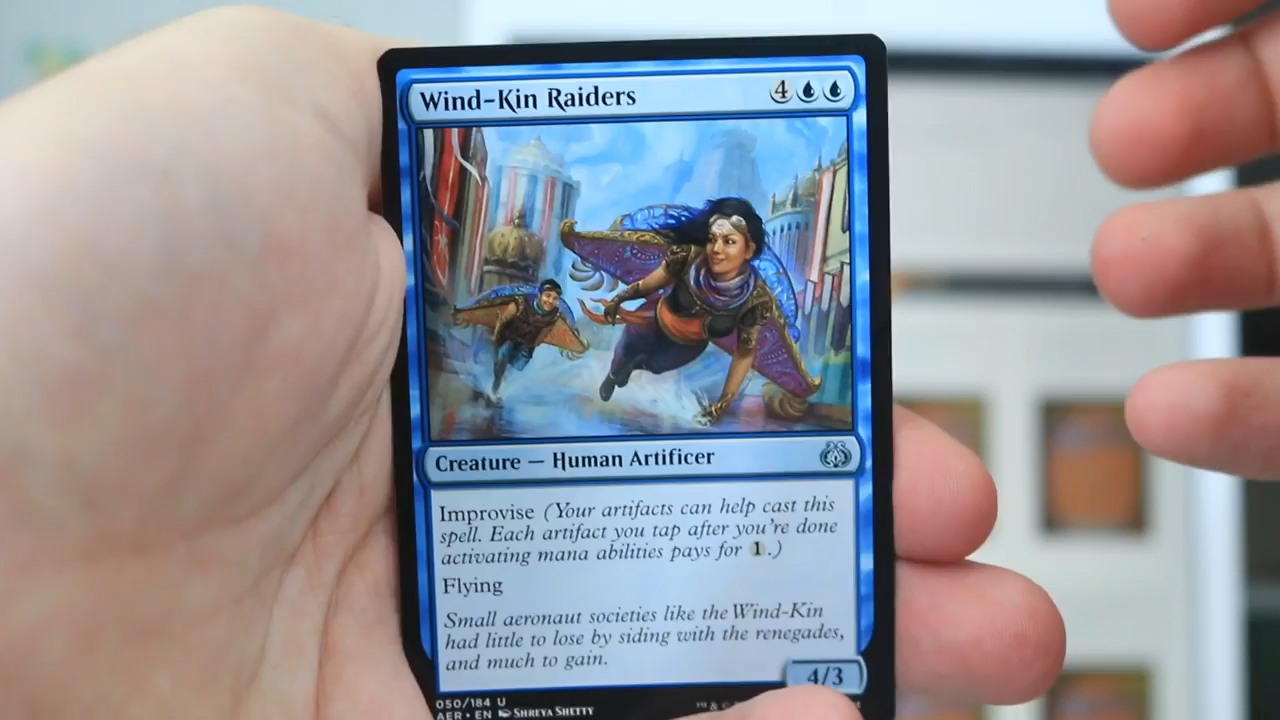 Wind-Kin Raiders 4
Creature — Human Artificer
Improvise (Your artifacts can help cast this
spell. Each artifact you tap after you're done
activating mana abilities pays for 1.)
Flying
Small aeronaut societies like the Wind-Kin
had little to lose by siding with the renegades,
and much to gain.
4/3
050/184 U
AER • EN Shreya Shetty ™ & ©